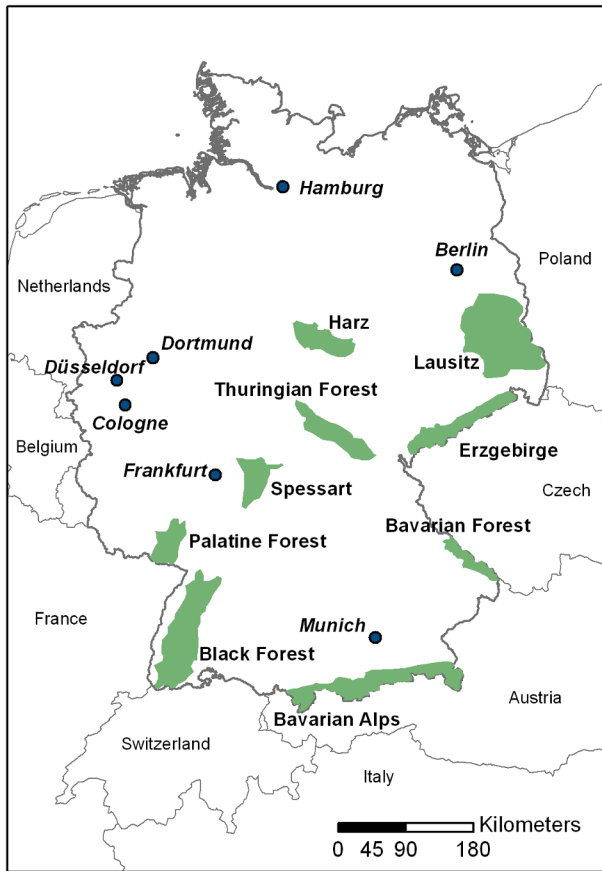 Hamburg
Berlin
Poland
Netherlands
Harz
Dortmund
Lausitz
Düsseldorf
Thuringian Forest
Cologne
Belgium
Erzgebirge
Frankfurt
Spessart
Czech
Bavarian Forest
Palatine Forest
France
Munich
Black Forest
Austria
Bavarian Alps
Switzerland
Italy
Kilometers
0 45 90 180